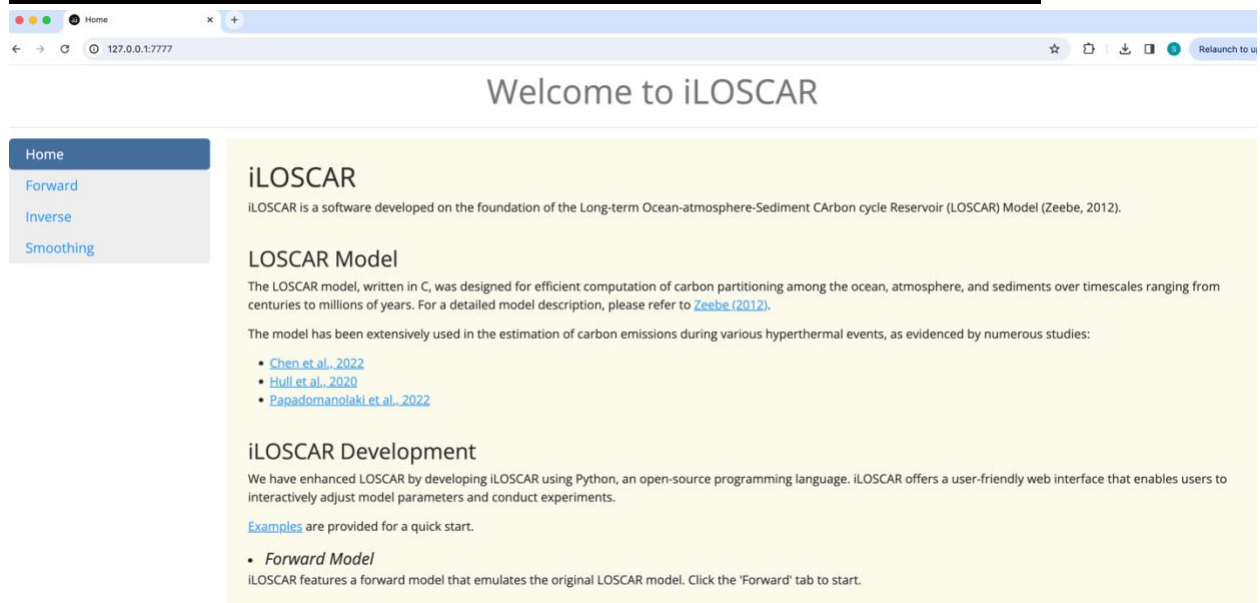 Home
127.0.0.1:7777
S
Relaunch to u
Welcome to iLOSCAR
Home
Forward
Inverse
Smoothing
iLOSCAR
iLOSCAR is a software developed on the foundation of the Long-term Ocean-atmosphere-Sediment CArbon cycle Reservoir (LOSCAR) Model (Zeebe, 2012).
LOSCAR Model
The LOSCAR model, written in C, was designed for efficient computation of carbon partitioning among the ocean, atmosphere, and sediments over timescales ranging from
centuries to millions of years. For a detailed model description, please refer to Zeebe (2012).
The model has been extensively used in the estimation of carbon emissions during various hyperthermal events, as evidenced by numerous studies:
• Chen et al., 2022
• Hull et al., 2020
• Papadomanolaki et al., 2022
iLOSCAR Development
We have enhanced LOSCAR by developing iLOSCAR using Python, an open-source programming language. iLOSCAR offers a user-friendly web interface that enables users to
interactively adjust model parameters and conduct experiments.
Examples are provided for a quick start.
• Forward Model
iLOSCAR features a forward model that emulates the original LOSCAR model. Click the 'Forward' tab to start.